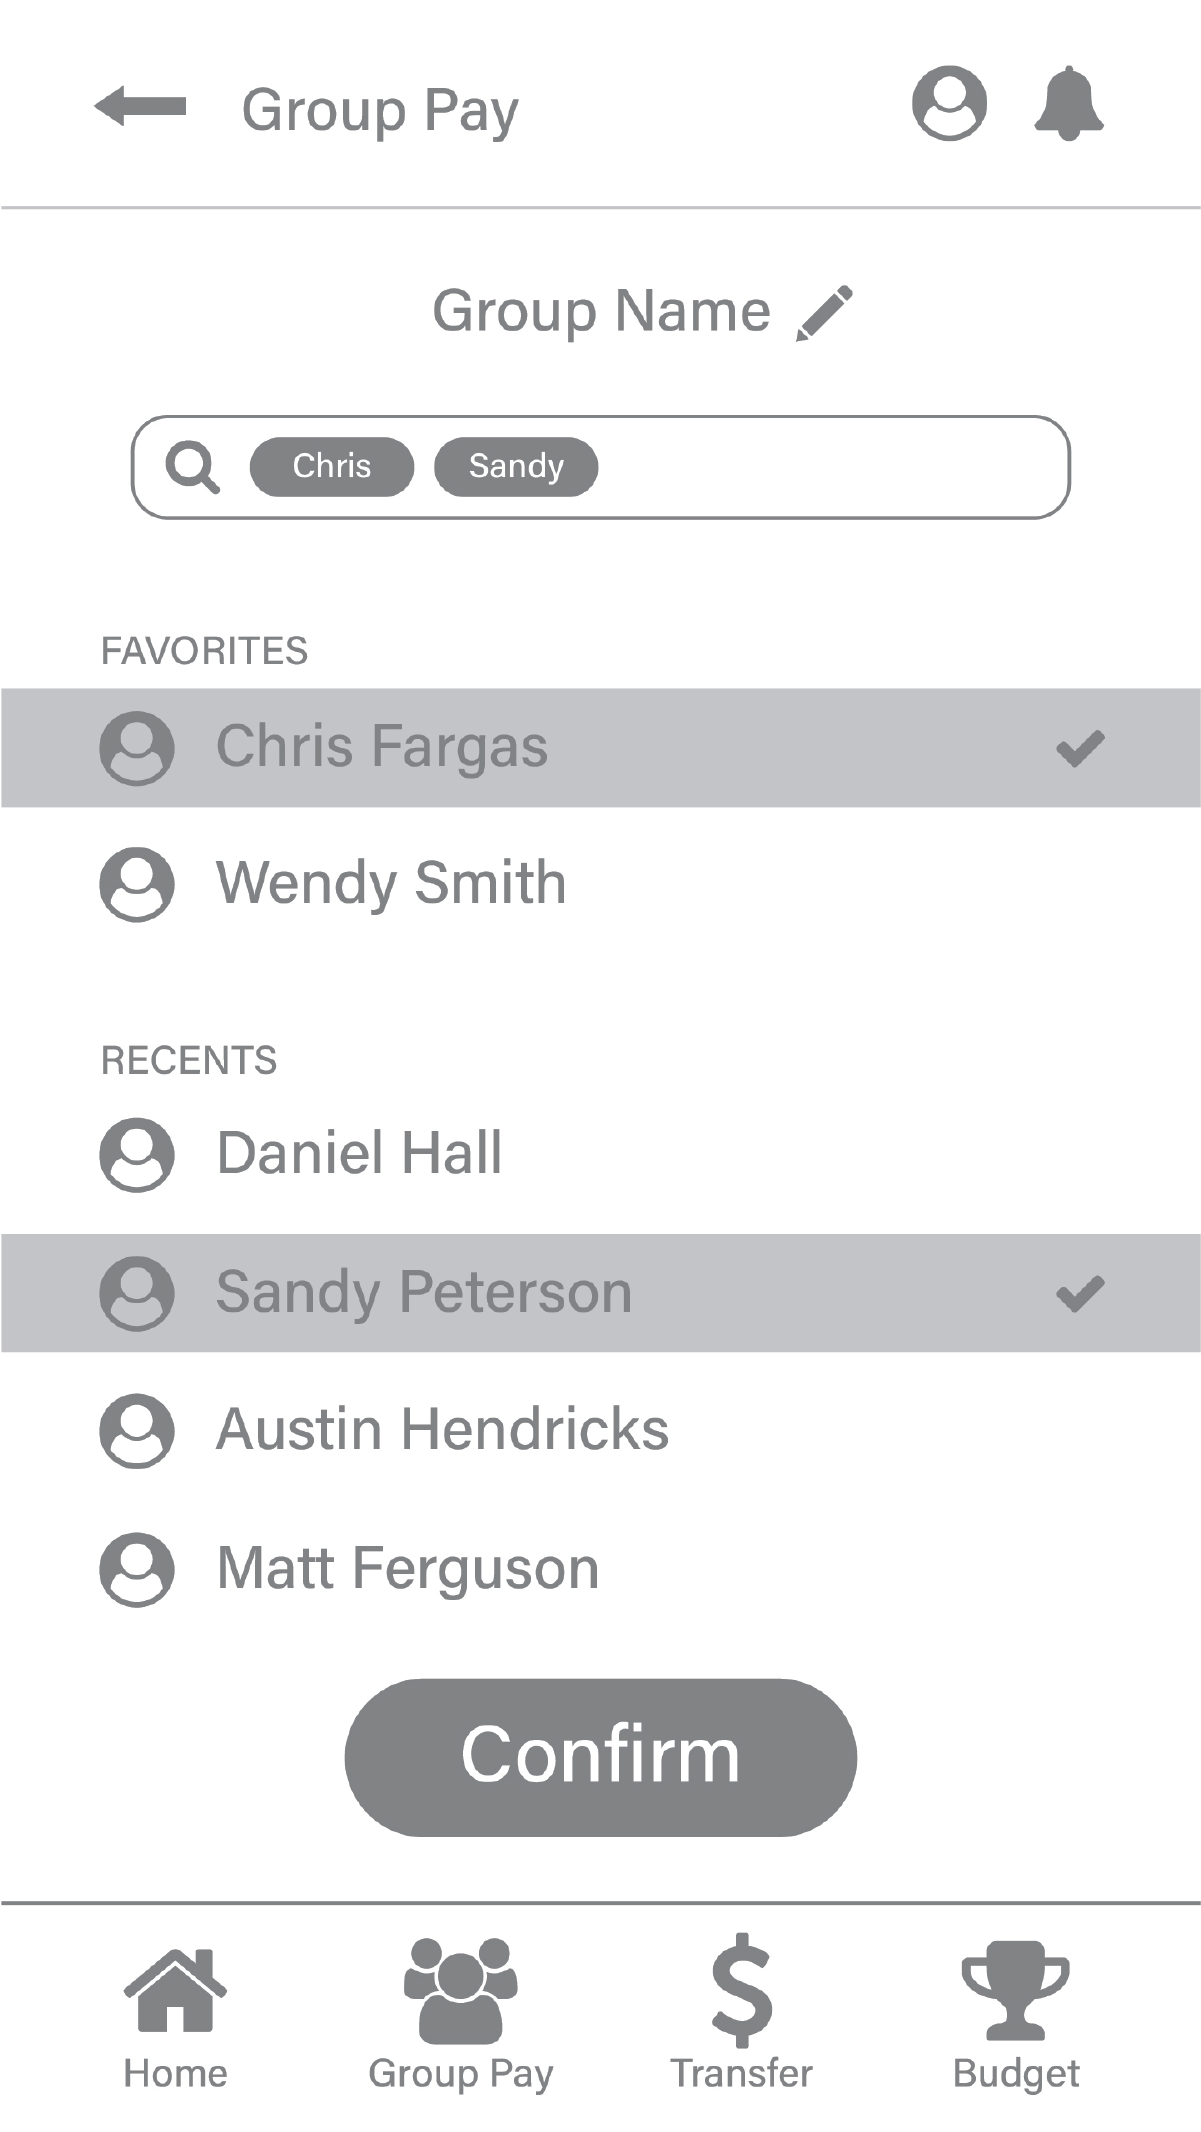 Group Pay
Group Name
Chris Sandy
FAVORITES
Chris Fargas
Wendy Smith
RECENTS
Daniel Hall
Sandy Peterson
Austin Hendricks
Matt Ferguson
Confirm
Home Group Pay Transfer Budget